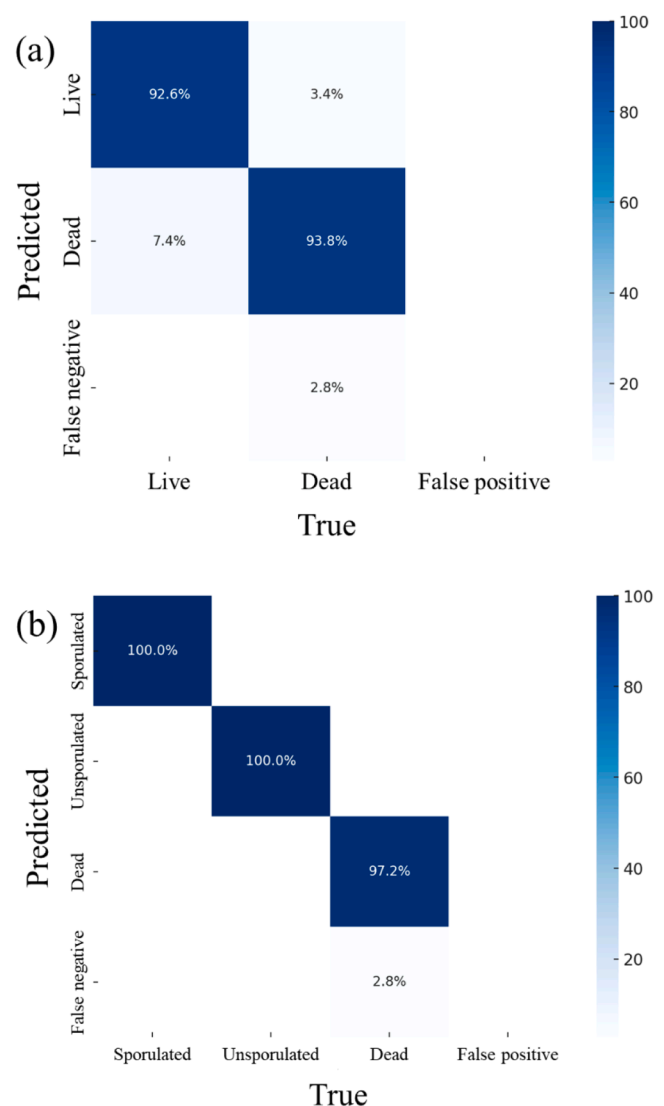 (a)
Predicted
Live
Dead
False negative
92.6%
3.4%
7.4%
93.8%
2.8%
Live
Dead
False positive
True
100
80
60
40
20
(b)
Predicted
Sporulated
Unsporulated
Dead
False negative
100.0%
100.0%
97.2%
2.8%
Sporulated
Unsporulated
Dead
False positive
True
100
80
60
40
20